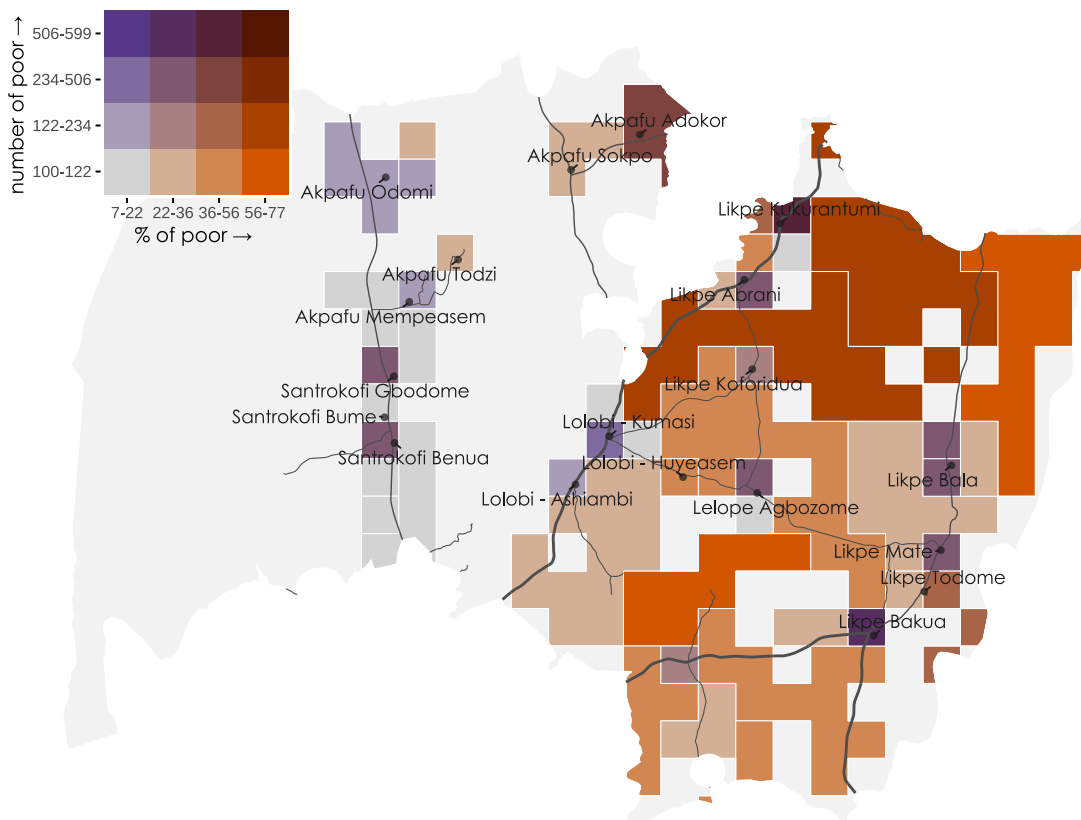 number of poor →
506-599
234-506
122-234
100-122
7-22 22-36 36-56 56-77
% of poor →
Akpafu Adokor
Akpafu Sokpo
Akpafu Odomi
Likpe Kukurantumi
Akpafu Todzi
Likpe Abrani
Akpafu Mempeasem
Likpe Koforidua
Santrokofi Gbodome
Santrokofi Bume
Lolobi - Kumasi
Santrokofi Benua
Lolobi - Huyeasem
Likpe Bala
Lolobi - Ashiambi
Lelope Agbozome
Likpe Mate
Likpe Todome
Likpe Bakua